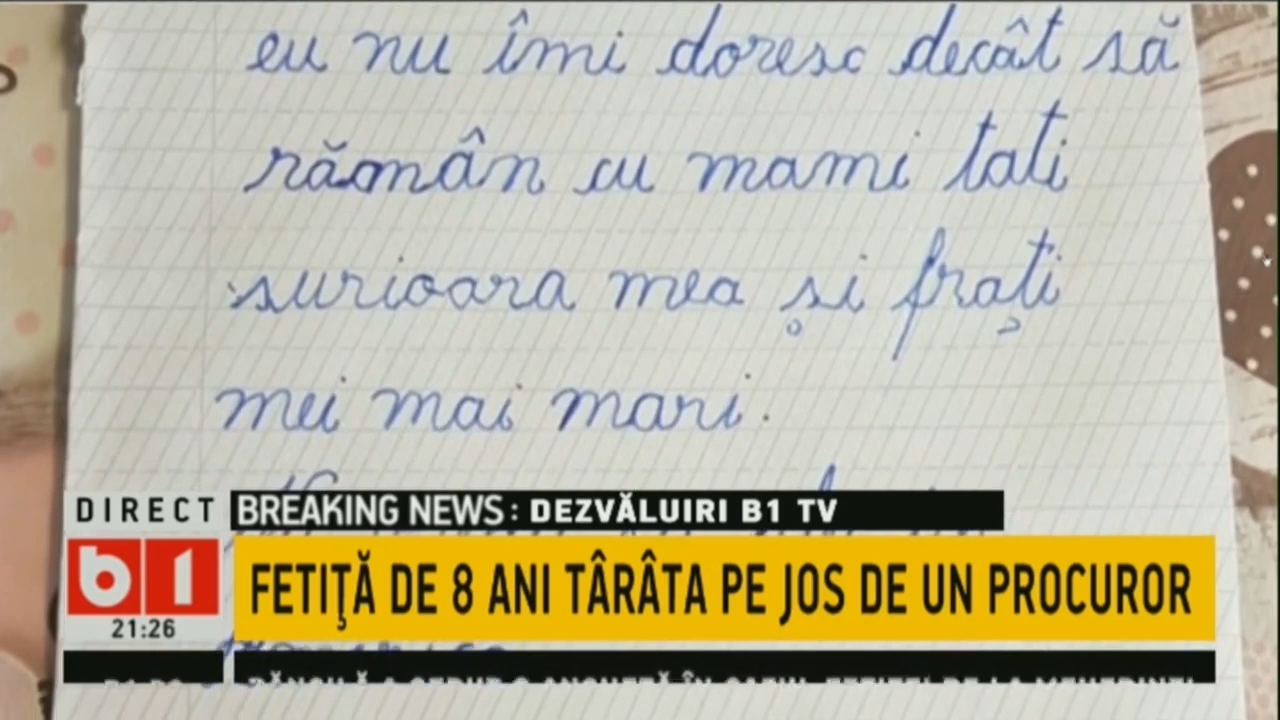 eu nu îmi doresc decât să
rămân cu mami tati
surioara mea și frați
mei mai mari.
DIRECT
BREAKING NEWS: DEZVĂLUIRI B1 TV
b1
FETIŢĂ DE 8 ANI TÂRÂTA PE JOS DE UN PROCUROR
21:26